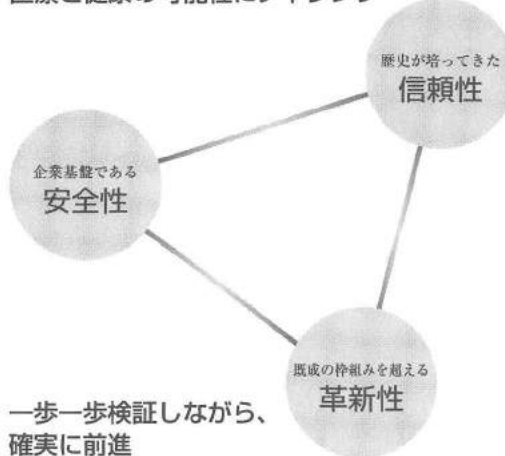 歴史が培ってきた
信頼性
企業基盤である
安全性
既成の枠組みを超える
革新性
一歩一歩検証しながら、
確実に前進